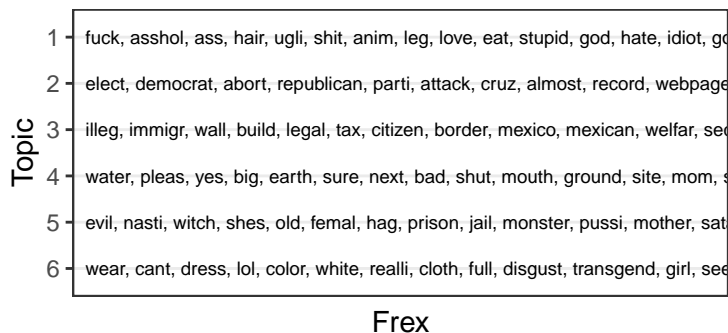 1 fuck, asshol, ass, hair, ugli, shit, anim, leg, love, eat, stupid, god, hate, idiot,
2 elect, democrat, abort, republican, parti, attack, cruz, almost, record, webpage
3 illeg, immigr, wall, build, legal, tax, citizen, border, mexico, mexican, welfar,
4 water, pleas, yes, big, earth, sure, next, bad, shut, mouth, ground, site, mom,
5 evil, nasti, witch, shes, old, femal, hag, prison, jail, monster, pussi, mother,
6 wear, cant, dress, lol, color, white, realli, cloth, full, disgust, transgend, girl,
Topic
Frex